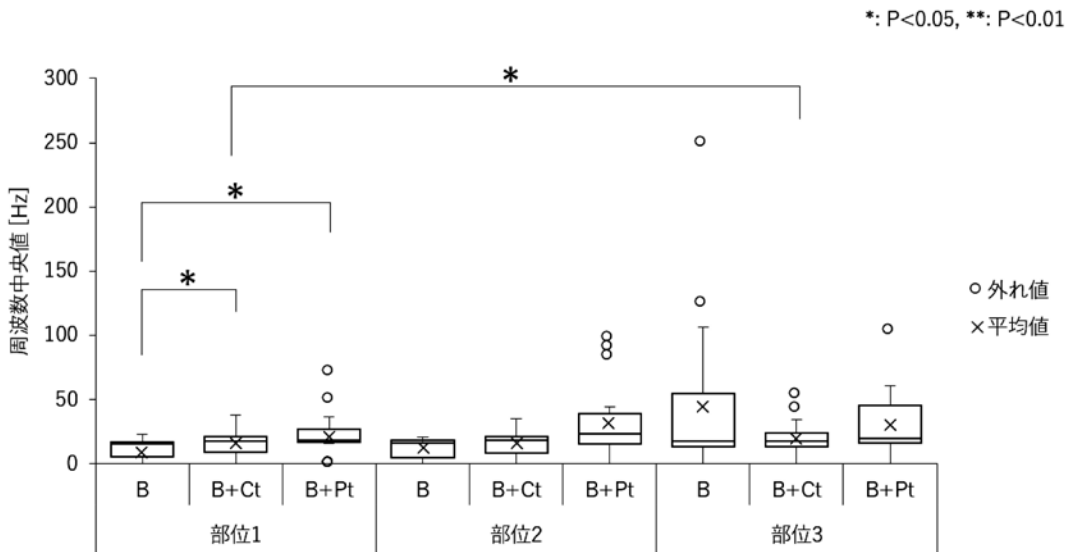 *: P<0.05, **: P<0.01
300
250
200
150
100
50
0
周波数中央値 [Hz]
*
*
*
○ 外れ値
×平均値
B B+Ct B+Pt B B+Ct B+Pt B B+Ct B+Pt
部位1 部位2 部位3